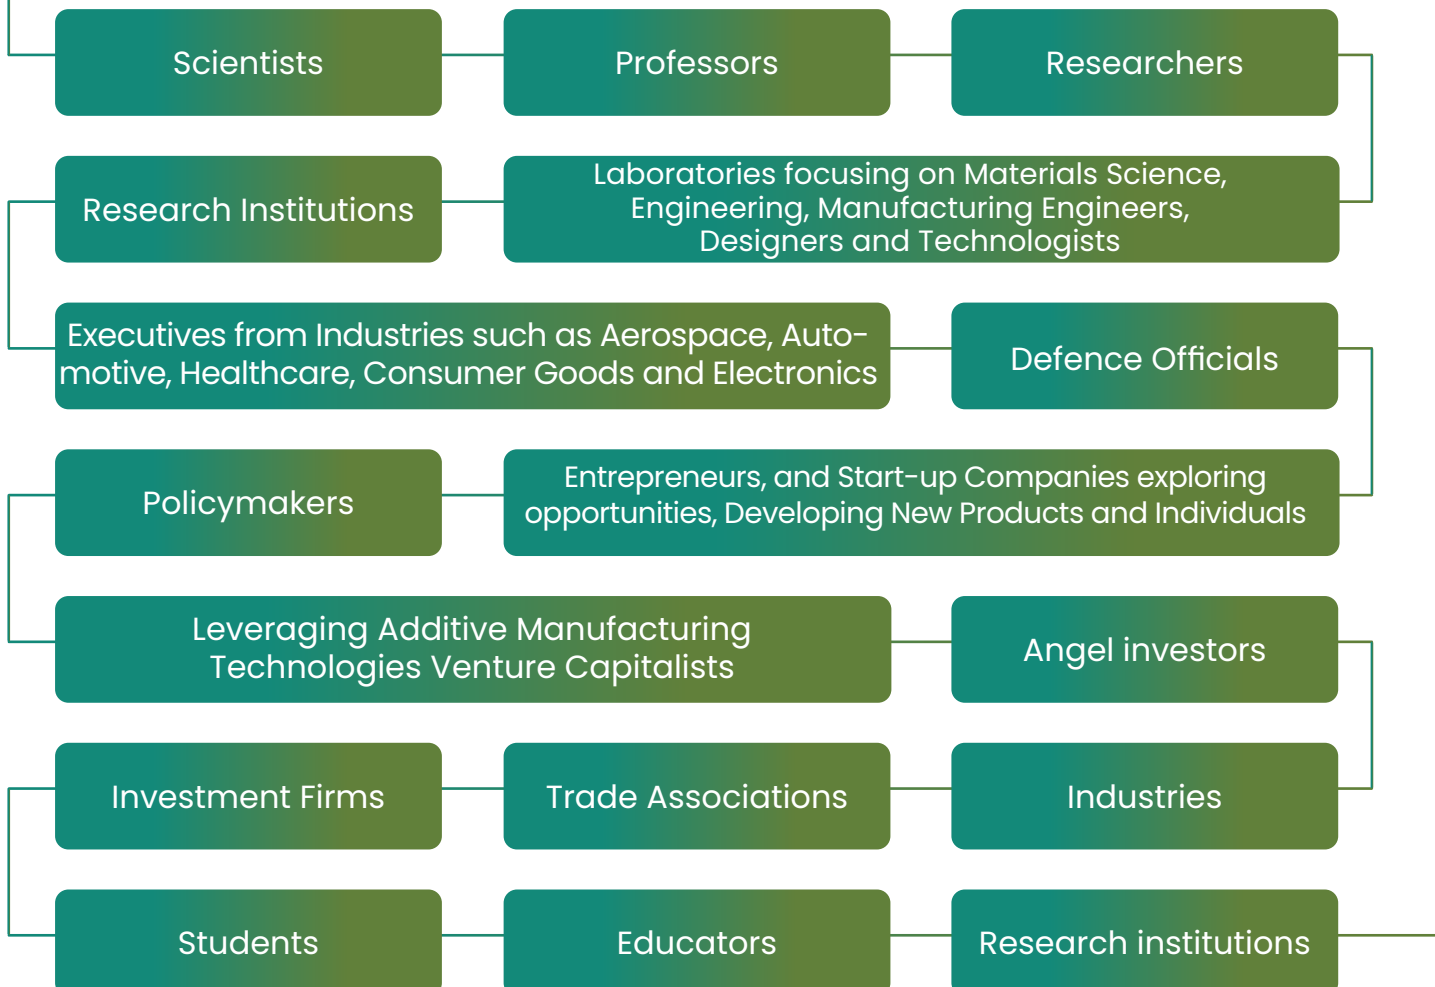 Scientists
Professors
Researchers
Research Institutions
Laboratories focusing on Materials Science,
Engineering, Manufacturing Engineers,
Designers and Technologists
Executives from Industries such as Aerospace, Auto-
motive, Healthcare, Consumer Goods and Electronics
Defence Officials
Policymakers
Entrepreneurs, and Start-up Companies exploring
opportunities, Developing New Products and Individuals
Leveraging Additive Manufacturing
Technologies Venture Capitalists
Angel investors
Investment Firms
Trade Associations
Industries
Students
Educators
Research institutions